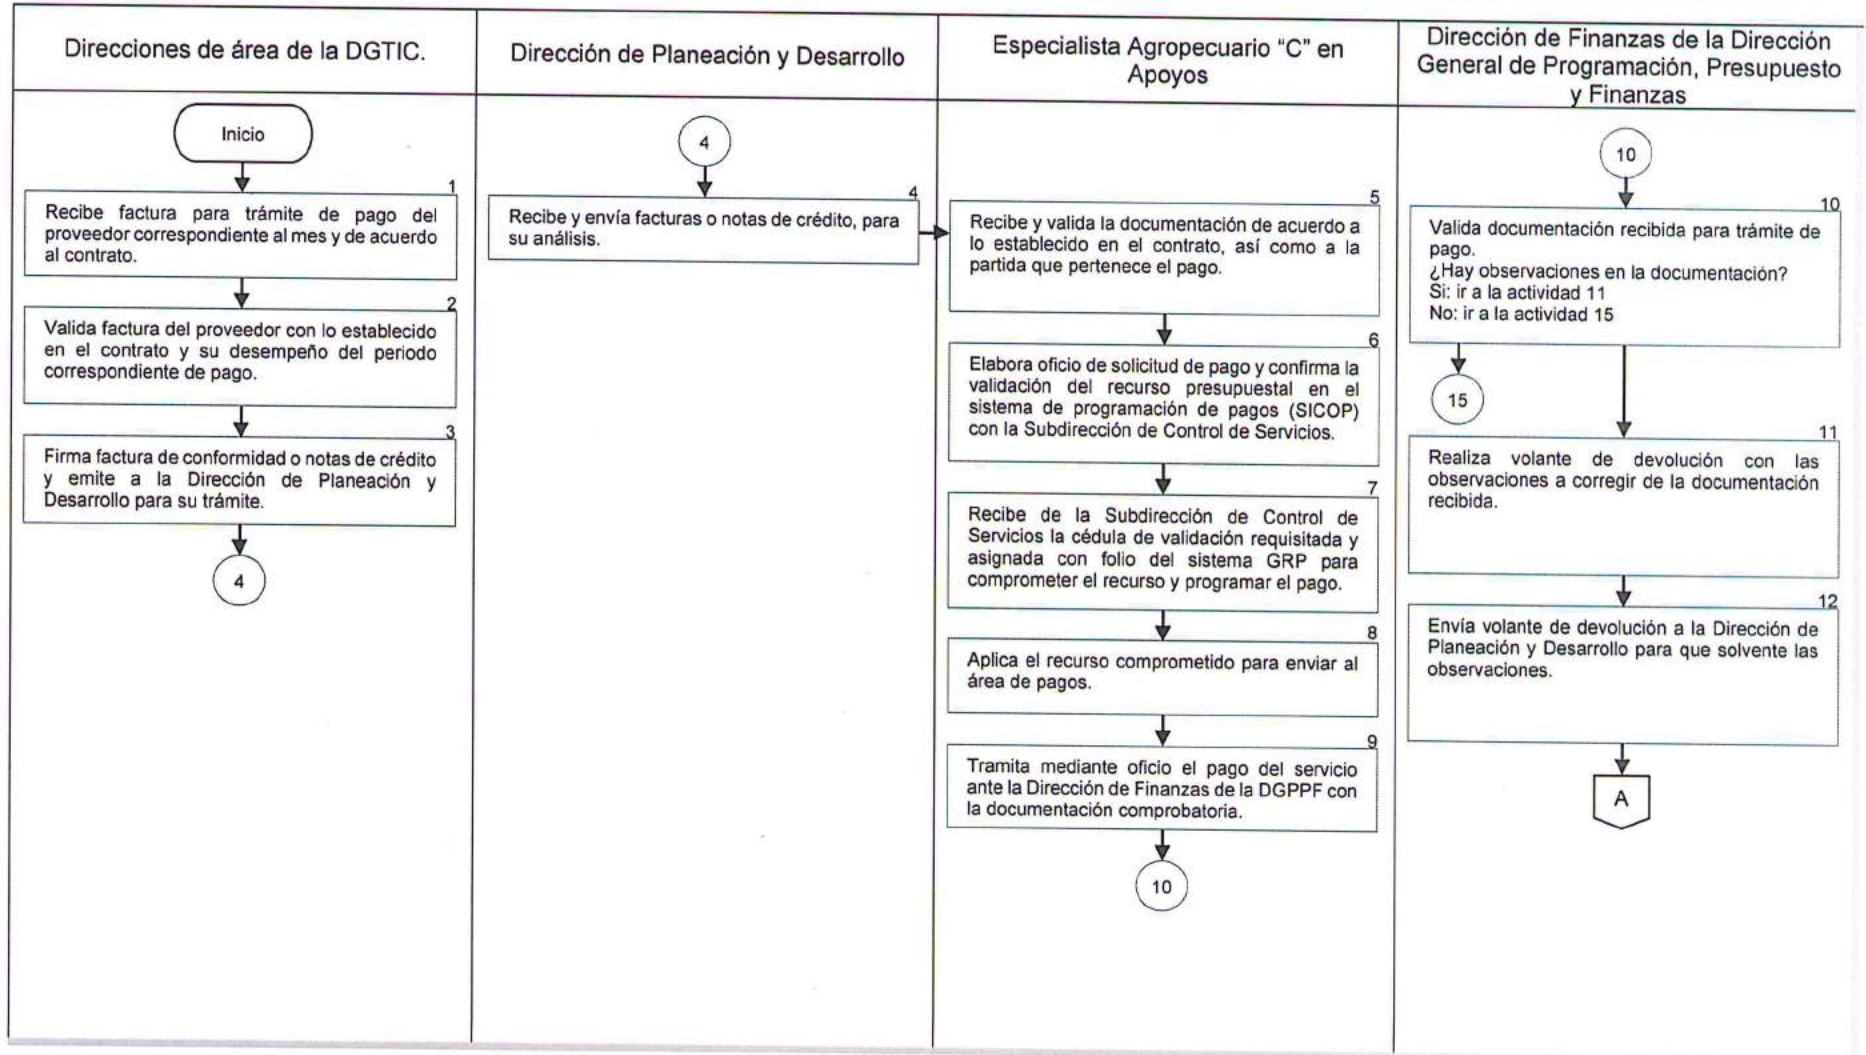 Direcciones de área de la DGTIC.
Inicio
1
Recibe factura para trámite de pago del
proveedor correspondiente al mes y de acuerdo
al contrato.
2
Valida factura del proveedor con lo establecido
en el contrato y su desempeño del periodo
correspondiente de pago.
3
Firma factura de conformidad o notas de crédito
y emite a la Dirección de Planeación y
Desarrollo para su trámite.
4
Dirección de Planeación y Desarrollo
4
4
Recibe y envía facturas o notas de crédito, para
su análisis.
Especialista Agropecuario “C” en
Apoyos
5
Recibe y valida la documentación de acuerdo a
lo establecido en el contrato, así como a la
partida que pertenece el pago.
6
Elabora oficio de solicitud de pago y confirma la
validación del recurso presupuestal en el
sistema de programación de pagos (SICOP)
con la Subdirección de Control de Servicios.
7
Recibe de la Subdirección de Control de
Servicios la cédula de validación requisitada y
asignada con folio del sistema GRP para
comprometer el recurso y programar el pago.
8
Aplica el recurso comprometido para enviar al
área de pagos.
9
Tramita mediante oficio el pago del servicio
ante la Dirección de Finanzas de la DGPPF con
la documentación comprobatoria.
10
Dirección de Finanzas de la Dirección
General de Programación, Presupuesto
y Finanzas
10
10
Valida documentación recibida para trámite de
pago.
¿Hay observaciones en la documentación?
Si: ir a la actividad 11
No: ir a la actividad 15
15
11
Realiza volante de devolución con las
observaciones a corregir de la documentación
recibida.
12
Envía volante de devolución a la Dirección de
Planeación y Desarrollo para que solvente las
observaciones.
A